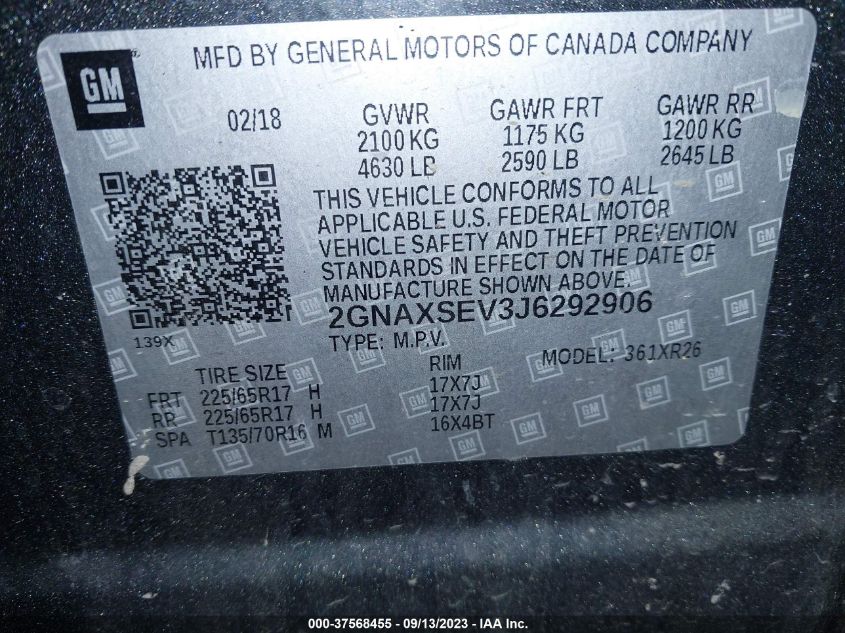 GM
MFD BY GENERAL MOTORS OF CANADA COMPANY
02/18 GVWR GAWR FRT GAWR RR
2100 KG 1175 KG 1200 KG
4630 LB 2590 LB 2645 LB
THIS VEHICLE CONFORMS TO ALL
APPLICABLE U.S. FEDERAL MOTOR
VEHICLE SAFETY AND THEFT PREVENTION
STANDARDS IN EFFECT ON THE DATE OF
MANUFACTURE SHOWN ABOVE.
2GNAXSEV3J6292906
139X
TYPE: M.P.V. MODEL: 361XR26
TIRE SIZE RIM
FRT 225/65R17 H 17X7J
RR 225/65R17 H 17X7J
SPA T135/70R16 M 16X4BT
000-37568455 - 09/13/2023 - IAA Inc.